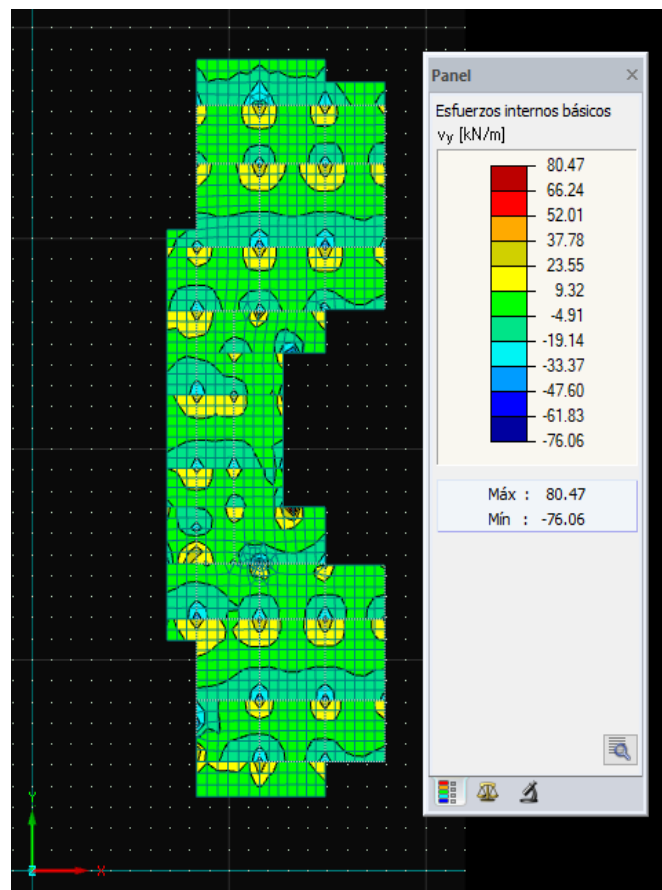 Panel
Esfuerzos internos básicos
vy [kN/m]
80.47
66.24
52.01
37.78
23.55
9.32
-4.91
-19.14
-33.37
-47.60
-61.83
-76.06
Máx : 80.47
Mín : -76.06
Y
Z
X